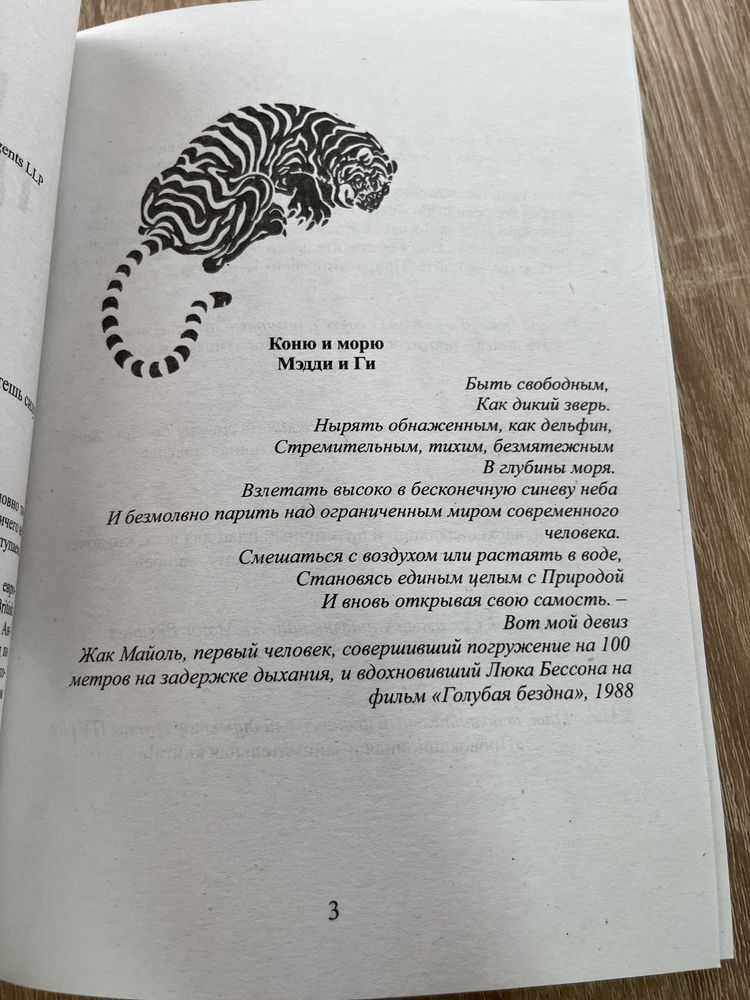 gents LLP
Коню и морю
Мэдди и Ги
Быть свободным,
Как дикий зверь.
Нырять обнаженным, как дельфин,
Стремительным, тихим, безмятежным
В глубины моря.
Взлетать высоко в бесконечную синеву неба
И безмолвно парить над ограниченным миром современного
человека.
Смешаться с воздухом или растаять в воде,
Становясь единым целым с Природой
И вновь открывая свою самость. –
Вот мой девиз
Жак Майоль, первый человек, совершивший погружение на 100
метров на задержке дыхания, и вдохновивший Люка Бессона на
фильм «Голубая бездна», 1988
3